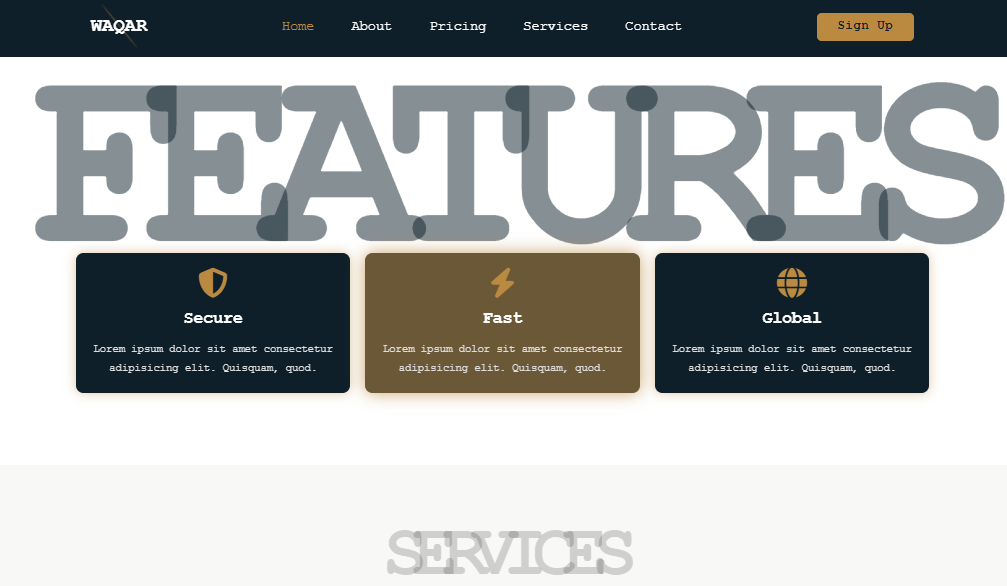 WAQAR
Home About Pricing Services Contact
Sign Up
FEATURES
Secure
Lorem ipsum dolor sit amet consectetur
adipisicing elit. Quisquam, quod.
Fast
Lorem ipsum dolor sit amet consectetur
adipisicing elit. Quisquam, quod.
Global
Lorem ipsum dolor sit amet consectetur
adipisicing elit. Quisquam, quod.
SERVICES